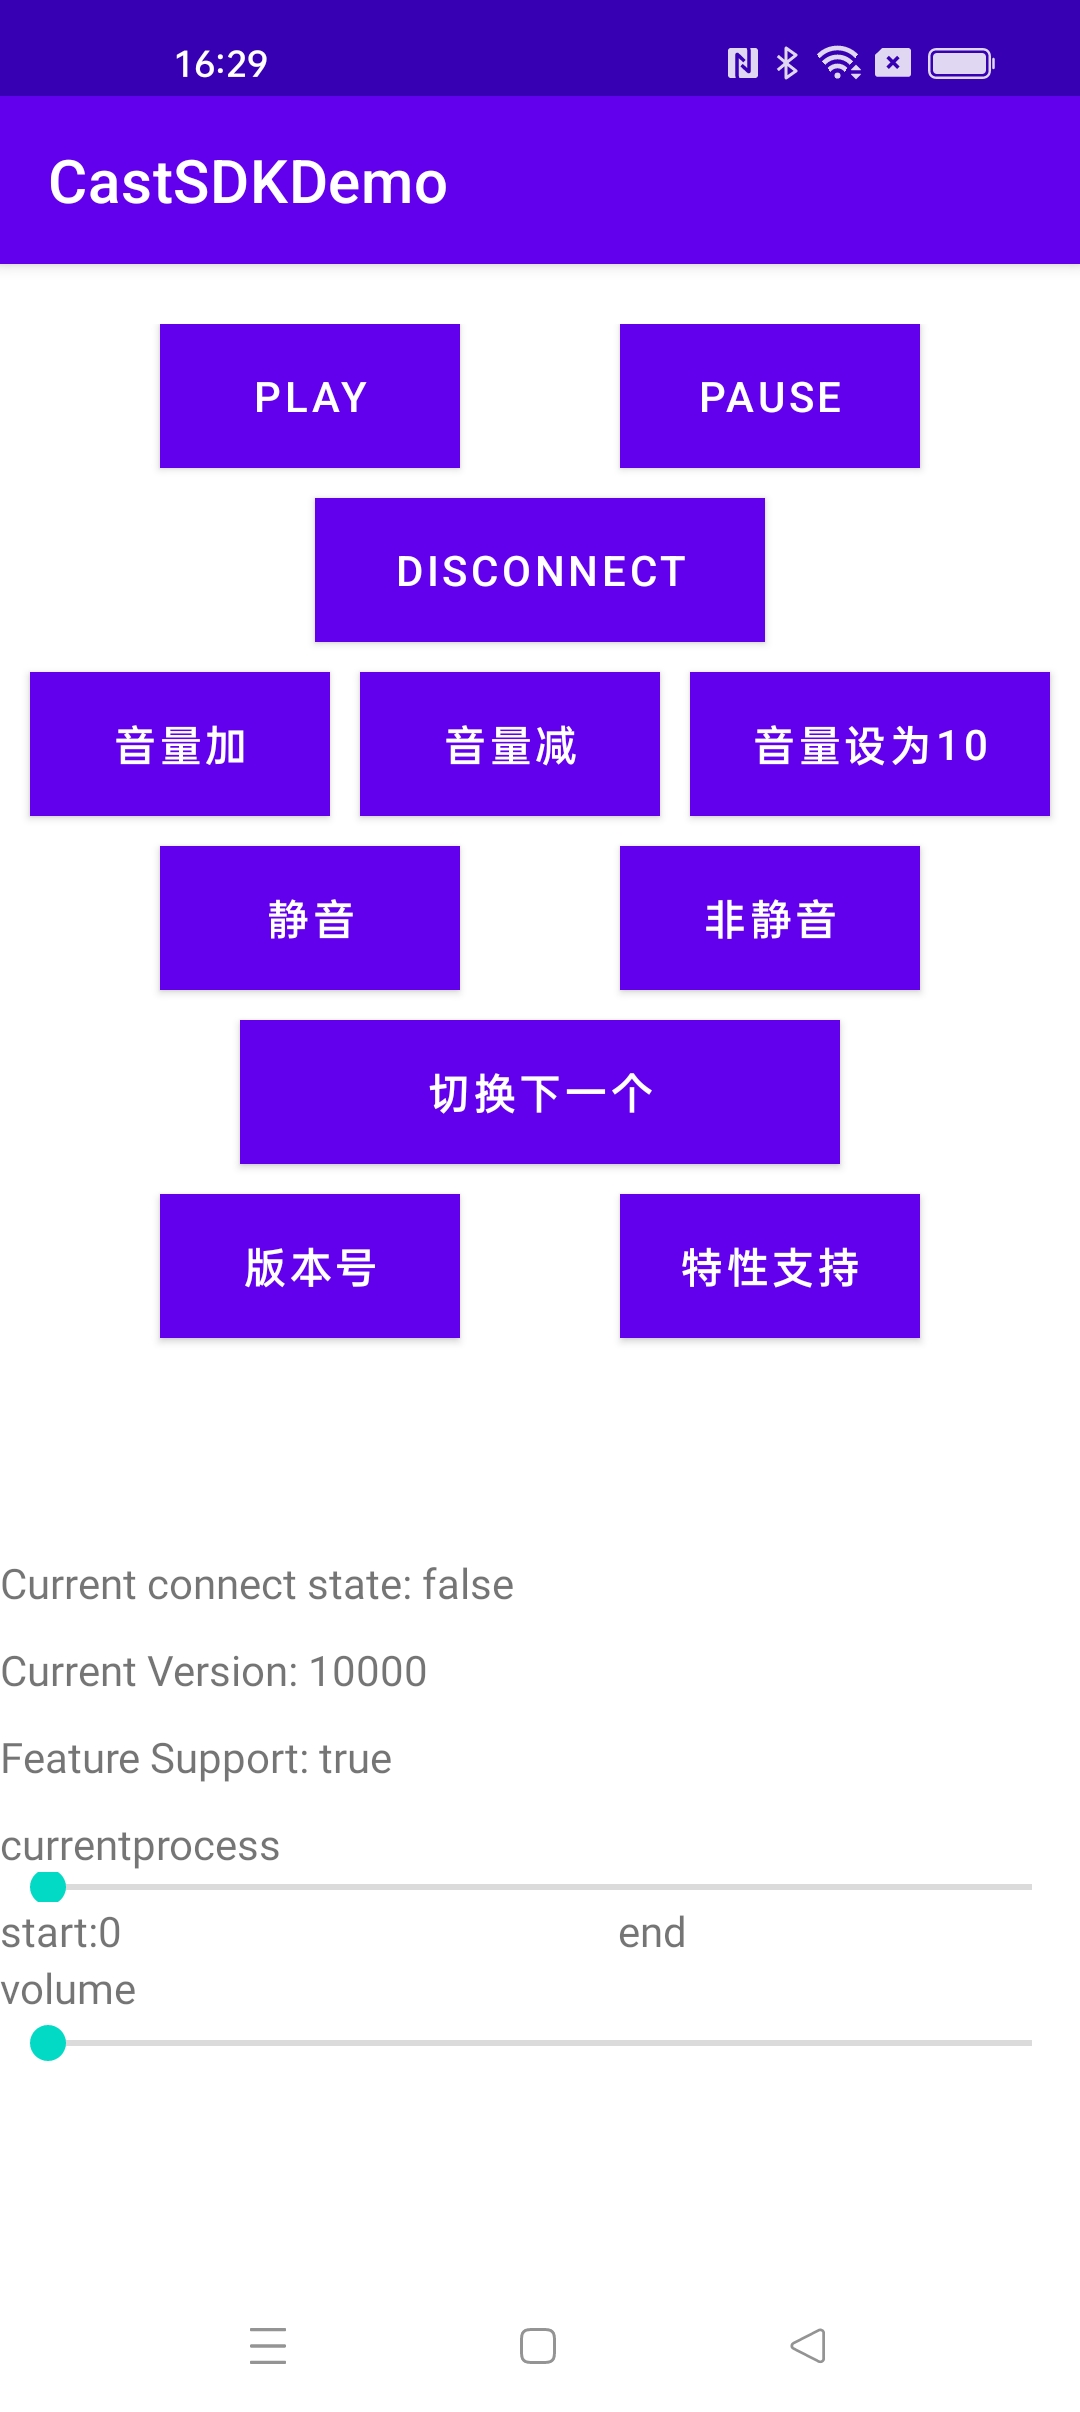 16:29
CastSDKDemo
PLAY PAUSE
DISCONNECT
音量加 音量减 音量设为10
静音 非静音
切换下一个
版本号 特性支持
Current connect state: false
Current Version: 10000
Feature Support: true
currentprocess
start:0 end
volume